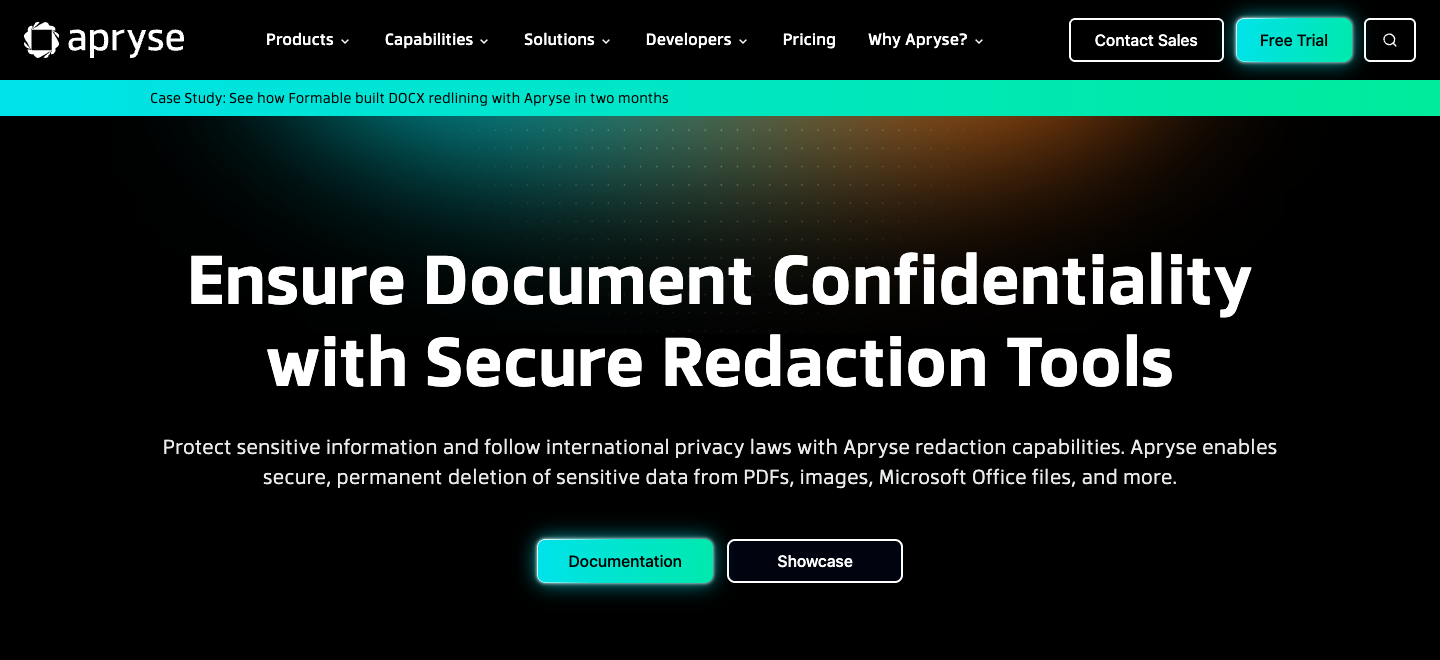 apryse
Products
Capabilities
Solutions
Developers
Pricing
Why Apryse?
Contact Sales
Free Trial
Case Study: See how Formable built DOCX redlining with Apryse in two months
Ensure Document Confidentiality
with Secure Redaction Tools
Protect sensitive information and follow international privacy laws with Apryse redaction capabilities. Apryse enables
secure, permanent deletion of sensitive data from PDFs, images, Microsoft Office files, and more.
Documentation
Showcase